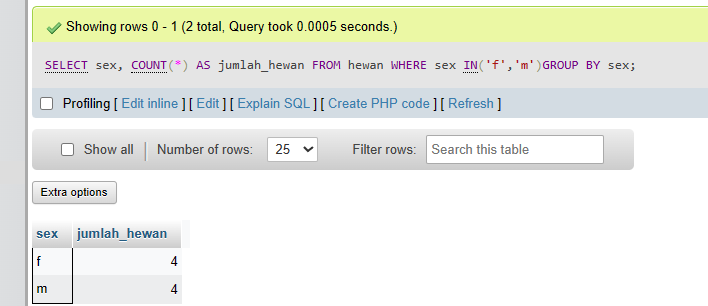 Showing rows 0 - 1 (2 total, Query took 0.0005 seconds.)
SELECT sex, COUNT(*) AS jumlah_hewan FROM hewan WHERE sex IN('f','m')GROUP BY sex;
Profiling [ Edit inline ] [ Edit ] [ Explain SQL ] [ Create PHP code ] [ Refresh ]
Show all | Number of rows: 25 Filter rows: Search this table
Extra options
sex jumlah_hewan
f 4
m 4